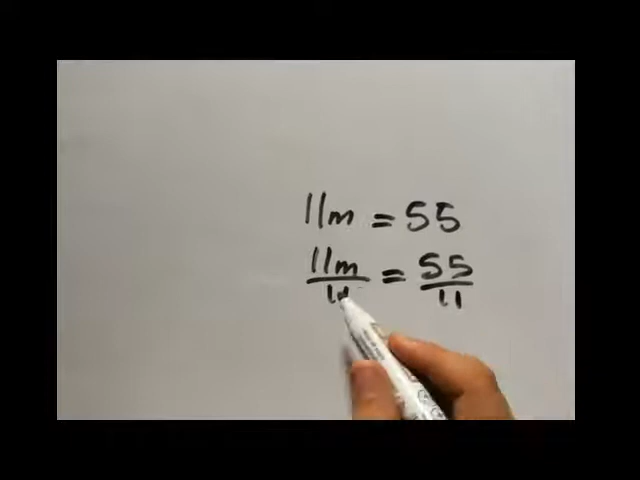 11m = 55
11m/11 = 55/11